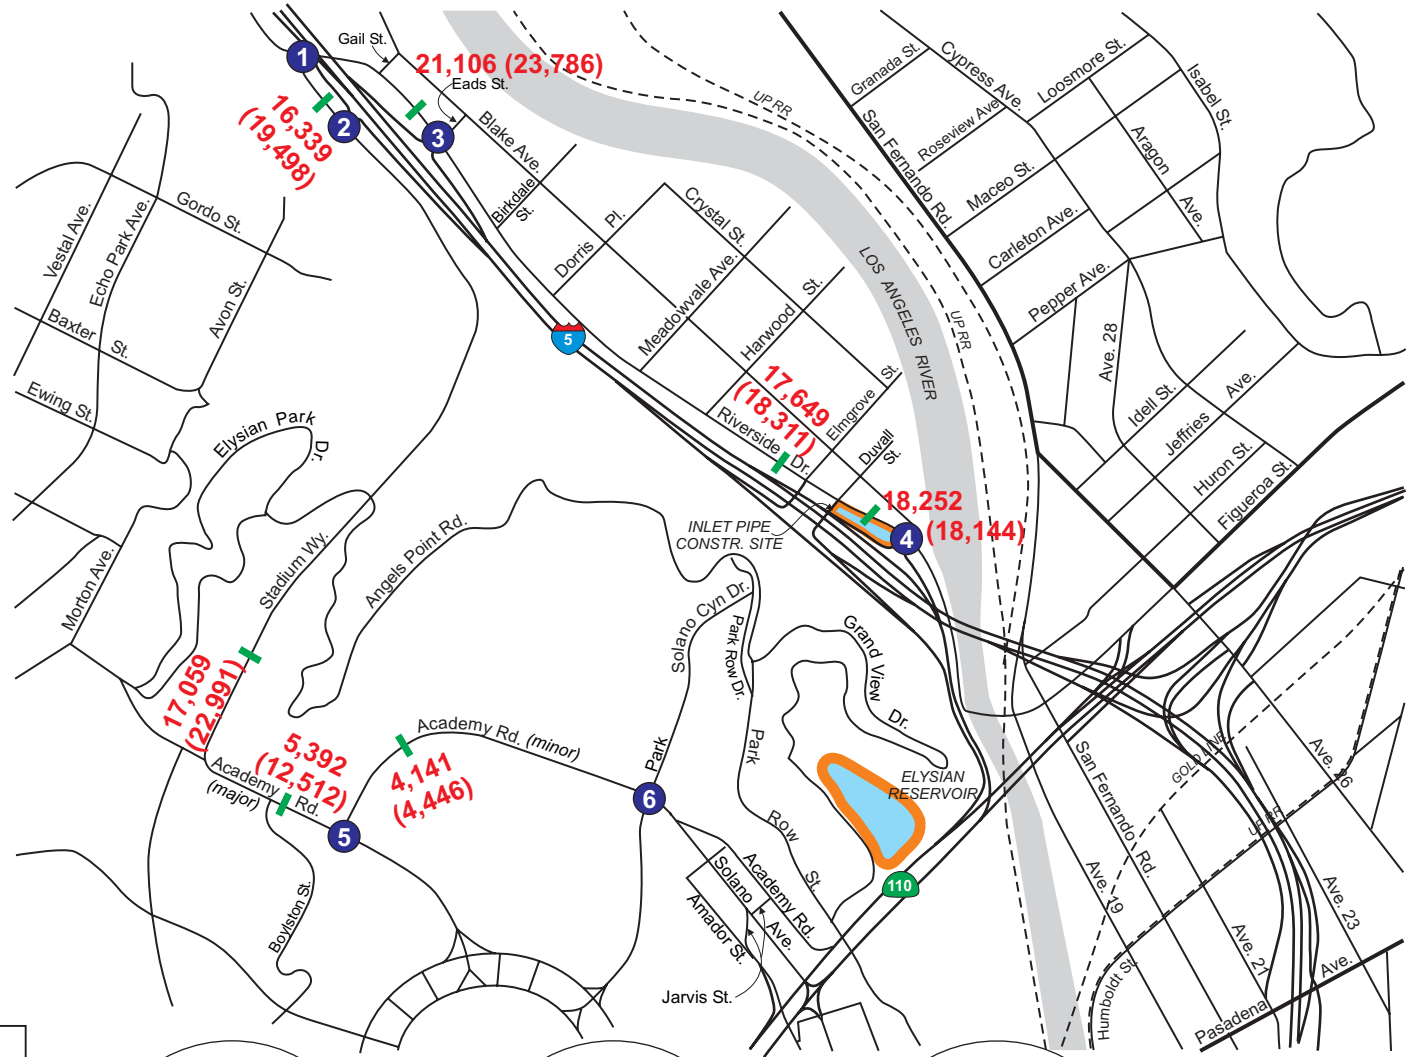 1
Gail St.
21,106 (23,786)
Eads St.
16,339
(19,498)
2
3
Blake Ave.
Birkdale
St.
UP RR
Granada St.
Cypress Ave.
Loosmore St.
Isabel St.
San Fernando Rd.
Roseview Ave.
Aragon
Ave.
Maceo St.
Carleton Ave.
Pepper Ave.
Vestal Ave.
Echo Park Ave.
Gordo St.
Avon St.
Baxter
St.
Ewing St.
Dorris
Pl.
Crystal St.
Meadowvale Ave.
Harwood
St.
LOS ANGELES RIVER
UP RR
5
Ave. 28
Idell St.
Jeffries
Ave.
Huron St.
Figueroa St.
17,649
(18,311)
Elmgrove
St.
Riverside
Dr.
Duvall
St.
18,252
(18,144)
4
INLET PIPE
CONSTR. SITE
Elysian Park
Dr.
Stadium Wy.
Angels Point Rd.
Morton Ave.
Solano Cyn Dr.
Park Row Dr.
Grand View
Dr.
17,059
(22,991)
5,392
(12,512)
Academy
Rd.
(major)
5
Academy Rd. (minor)
4,141
(4,446)
Park
6
Park
Row
St.
ELYSIAN
RESERVOIR
110
Boylston St.
Solano
Ave.
Academy Rd.
Amador St.
Jarvis St.
San Fernando
Rd.
GOLD LINE
UP RR
Ave. 26
Ave. 19
Ave. 21
Ave. 23
Humboldt St.
Pasadena
Ave.